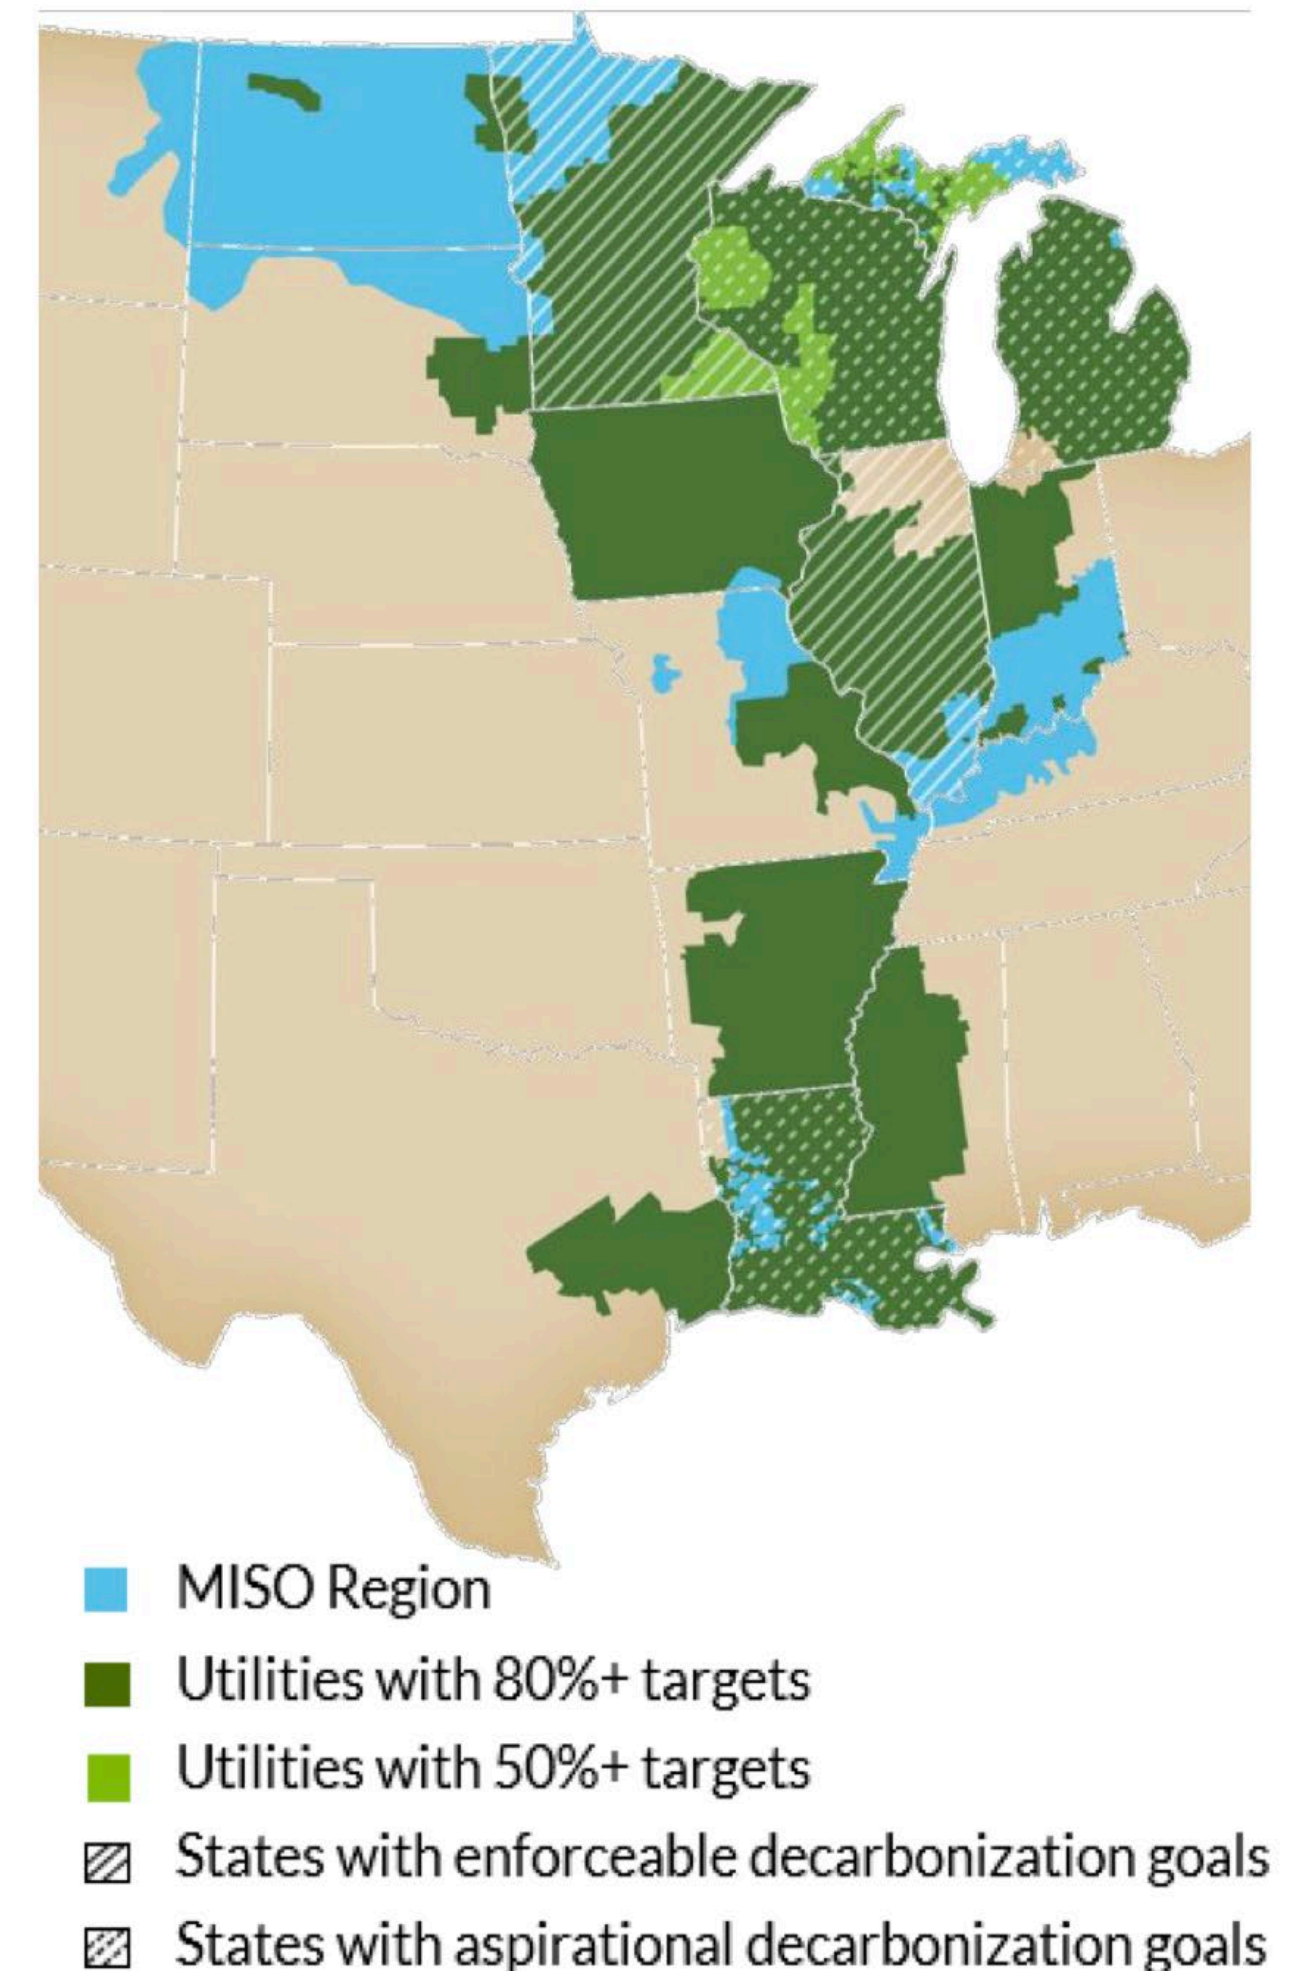 MISO Region
Utilities with 80%+ targets
Utilities with 50%+ targets
States with enforceable decarbonization goals
States with aspirational decarbonization goals